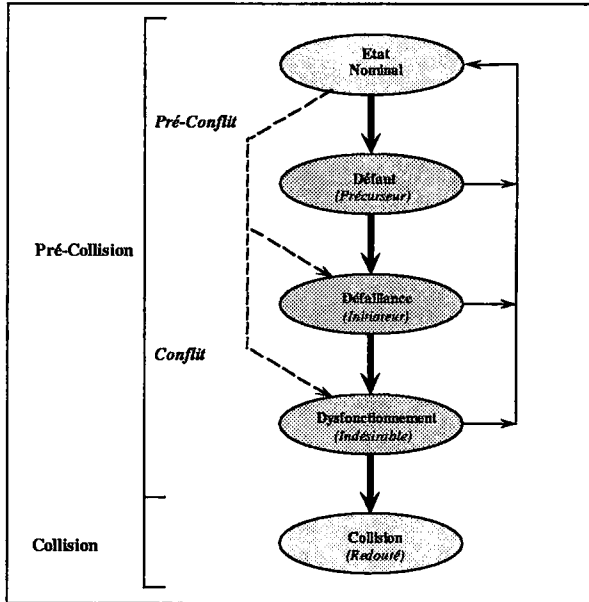 Etat
Nominal
Pré-Conflit
Défaut
(Précurseur)
Pré-Collision
Défaillance
(Initiateur)
Conflit
Dysfonctionnement
(Indésirable)
Collision
Collision
(Redouté)